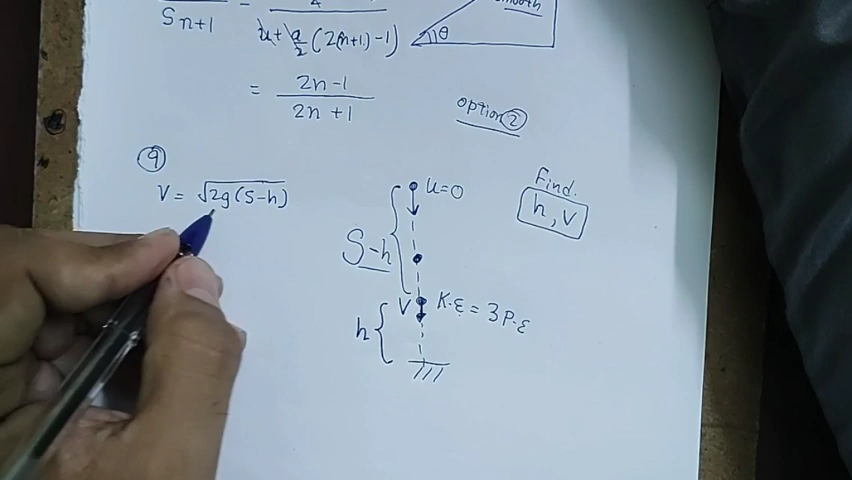 Sn+1
u + a/2 (2(n+1)-1)
θ
= 2n-1 / 2n+1
option ②
⑨
V = √2g(S-h)
u=0
Find.
h, v
S-h
V
K.E = 3P.E
h